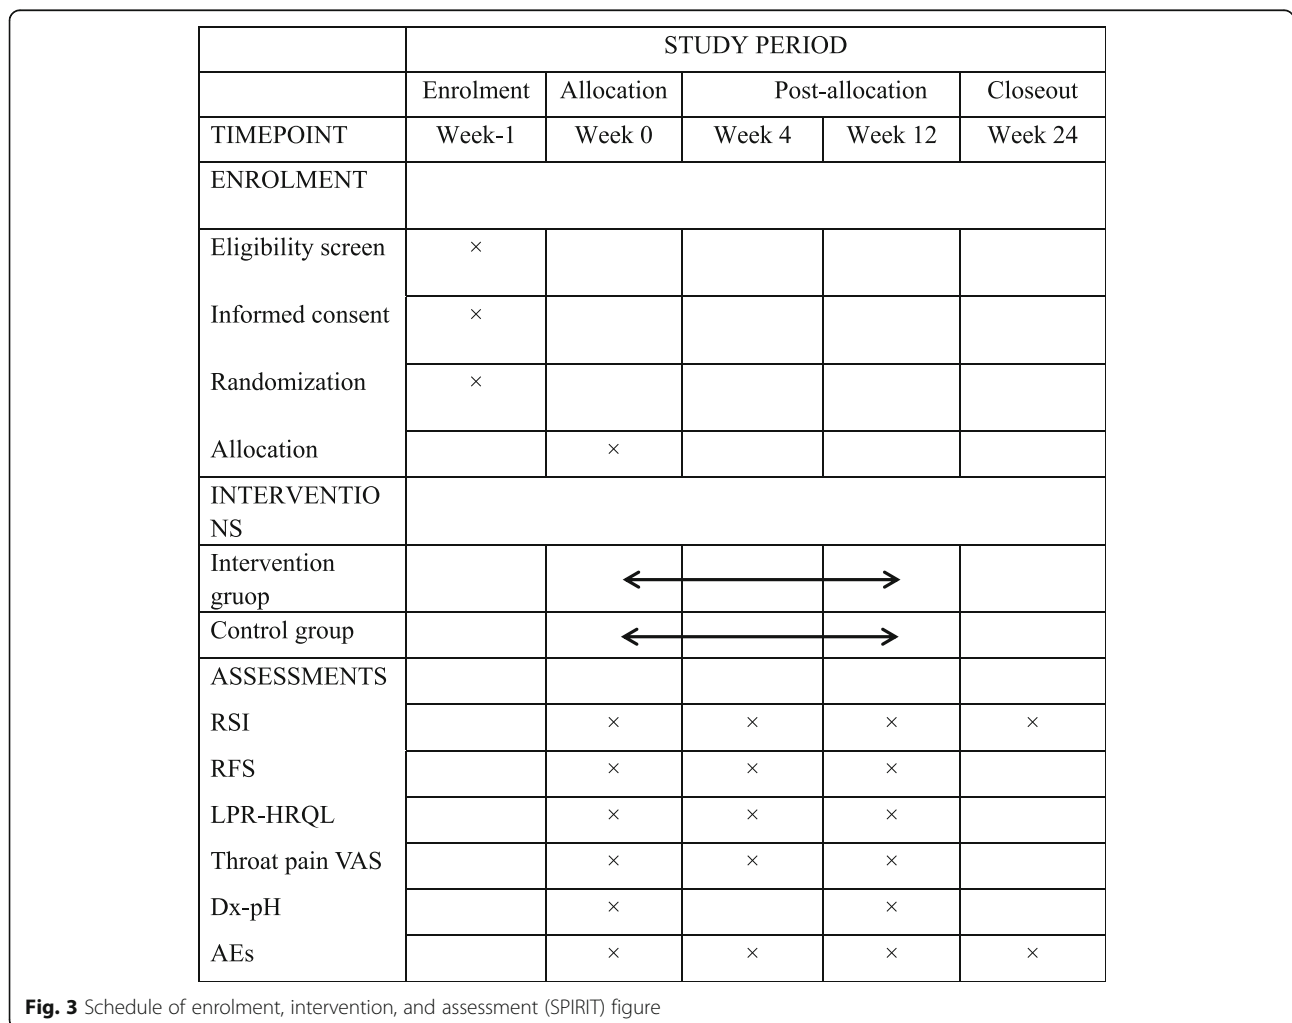 STUDY PERIOD
Enrolment Allocation Post-allocation Closeout
TIMEPOINT Week-1 Week 0 Week 4 Week 12 Week 24
ENROLMENT
Eligibility screen ×
Informed consent ×
Randomization ×
Allocation ×
INTERVENTIO
NS
Intervention
gruop
Control group
ASSESSMENTS
RSI × × × ×
RFS × × ×
LPR-HRQL × × ×
Throat pain VAS × × ×
Dx-pH × ×
AEs × × × ×
Fig. 3 Schedule of enrolment, intervention, and assessment (SPIRIT) figure